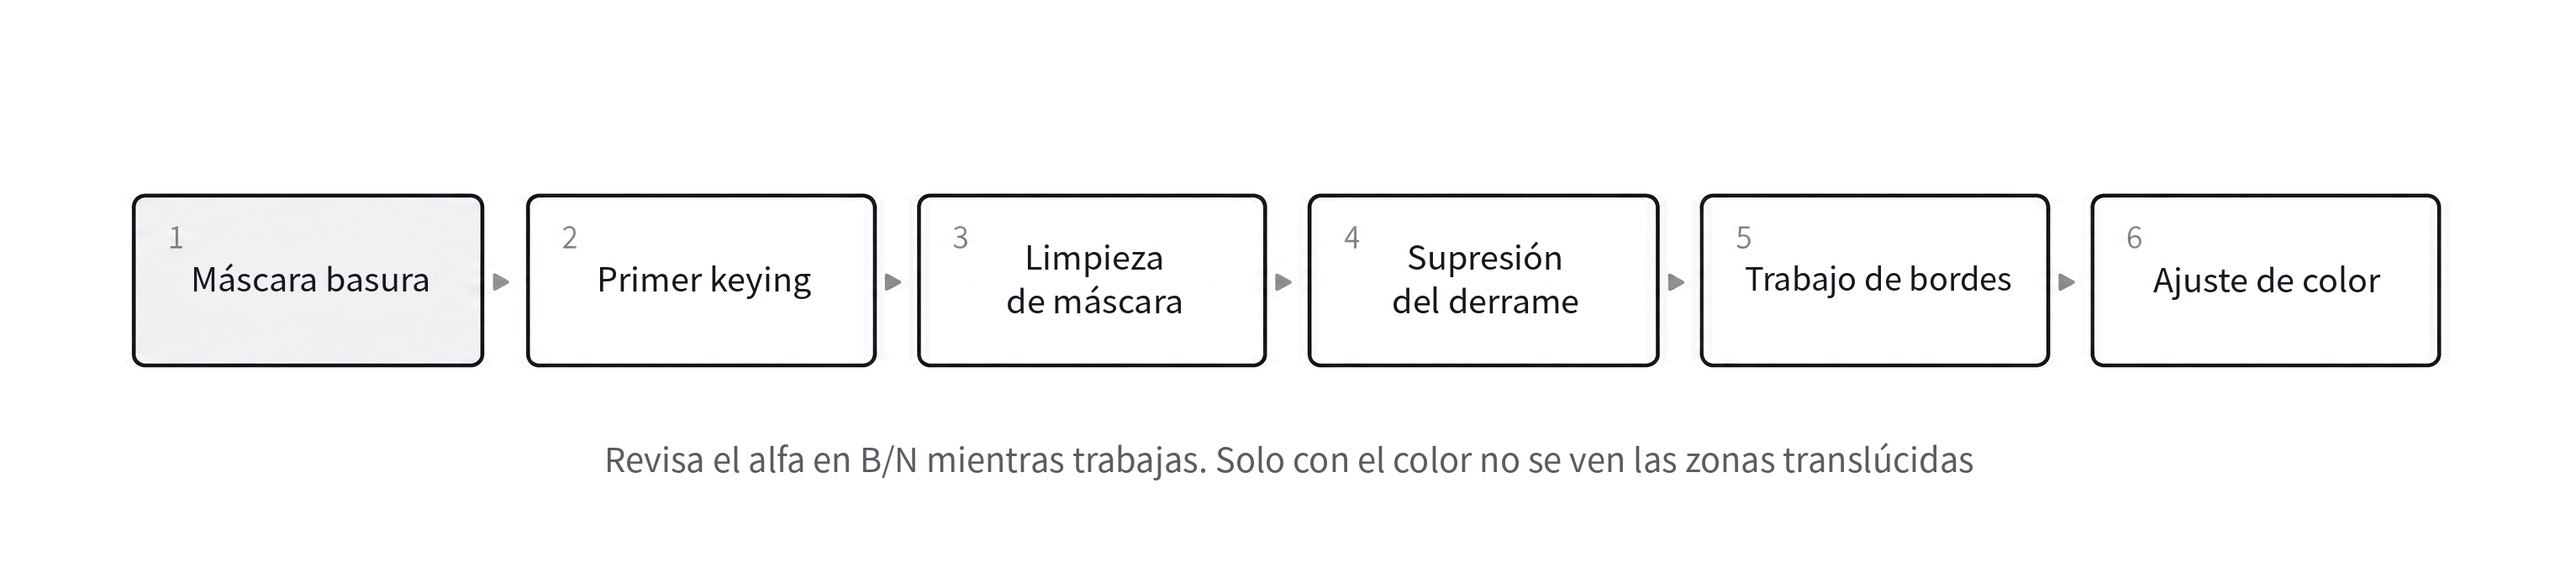 1
Máscara basura
2
Primer keying
3
Limpieza
de máscara
4
Supresión
del derrame
5
Trabajo de bordes
6
Ajuste de color
Revisa el alfa en B/N mientras trabajas. Solo con el color no se ven las zonas translúcidas